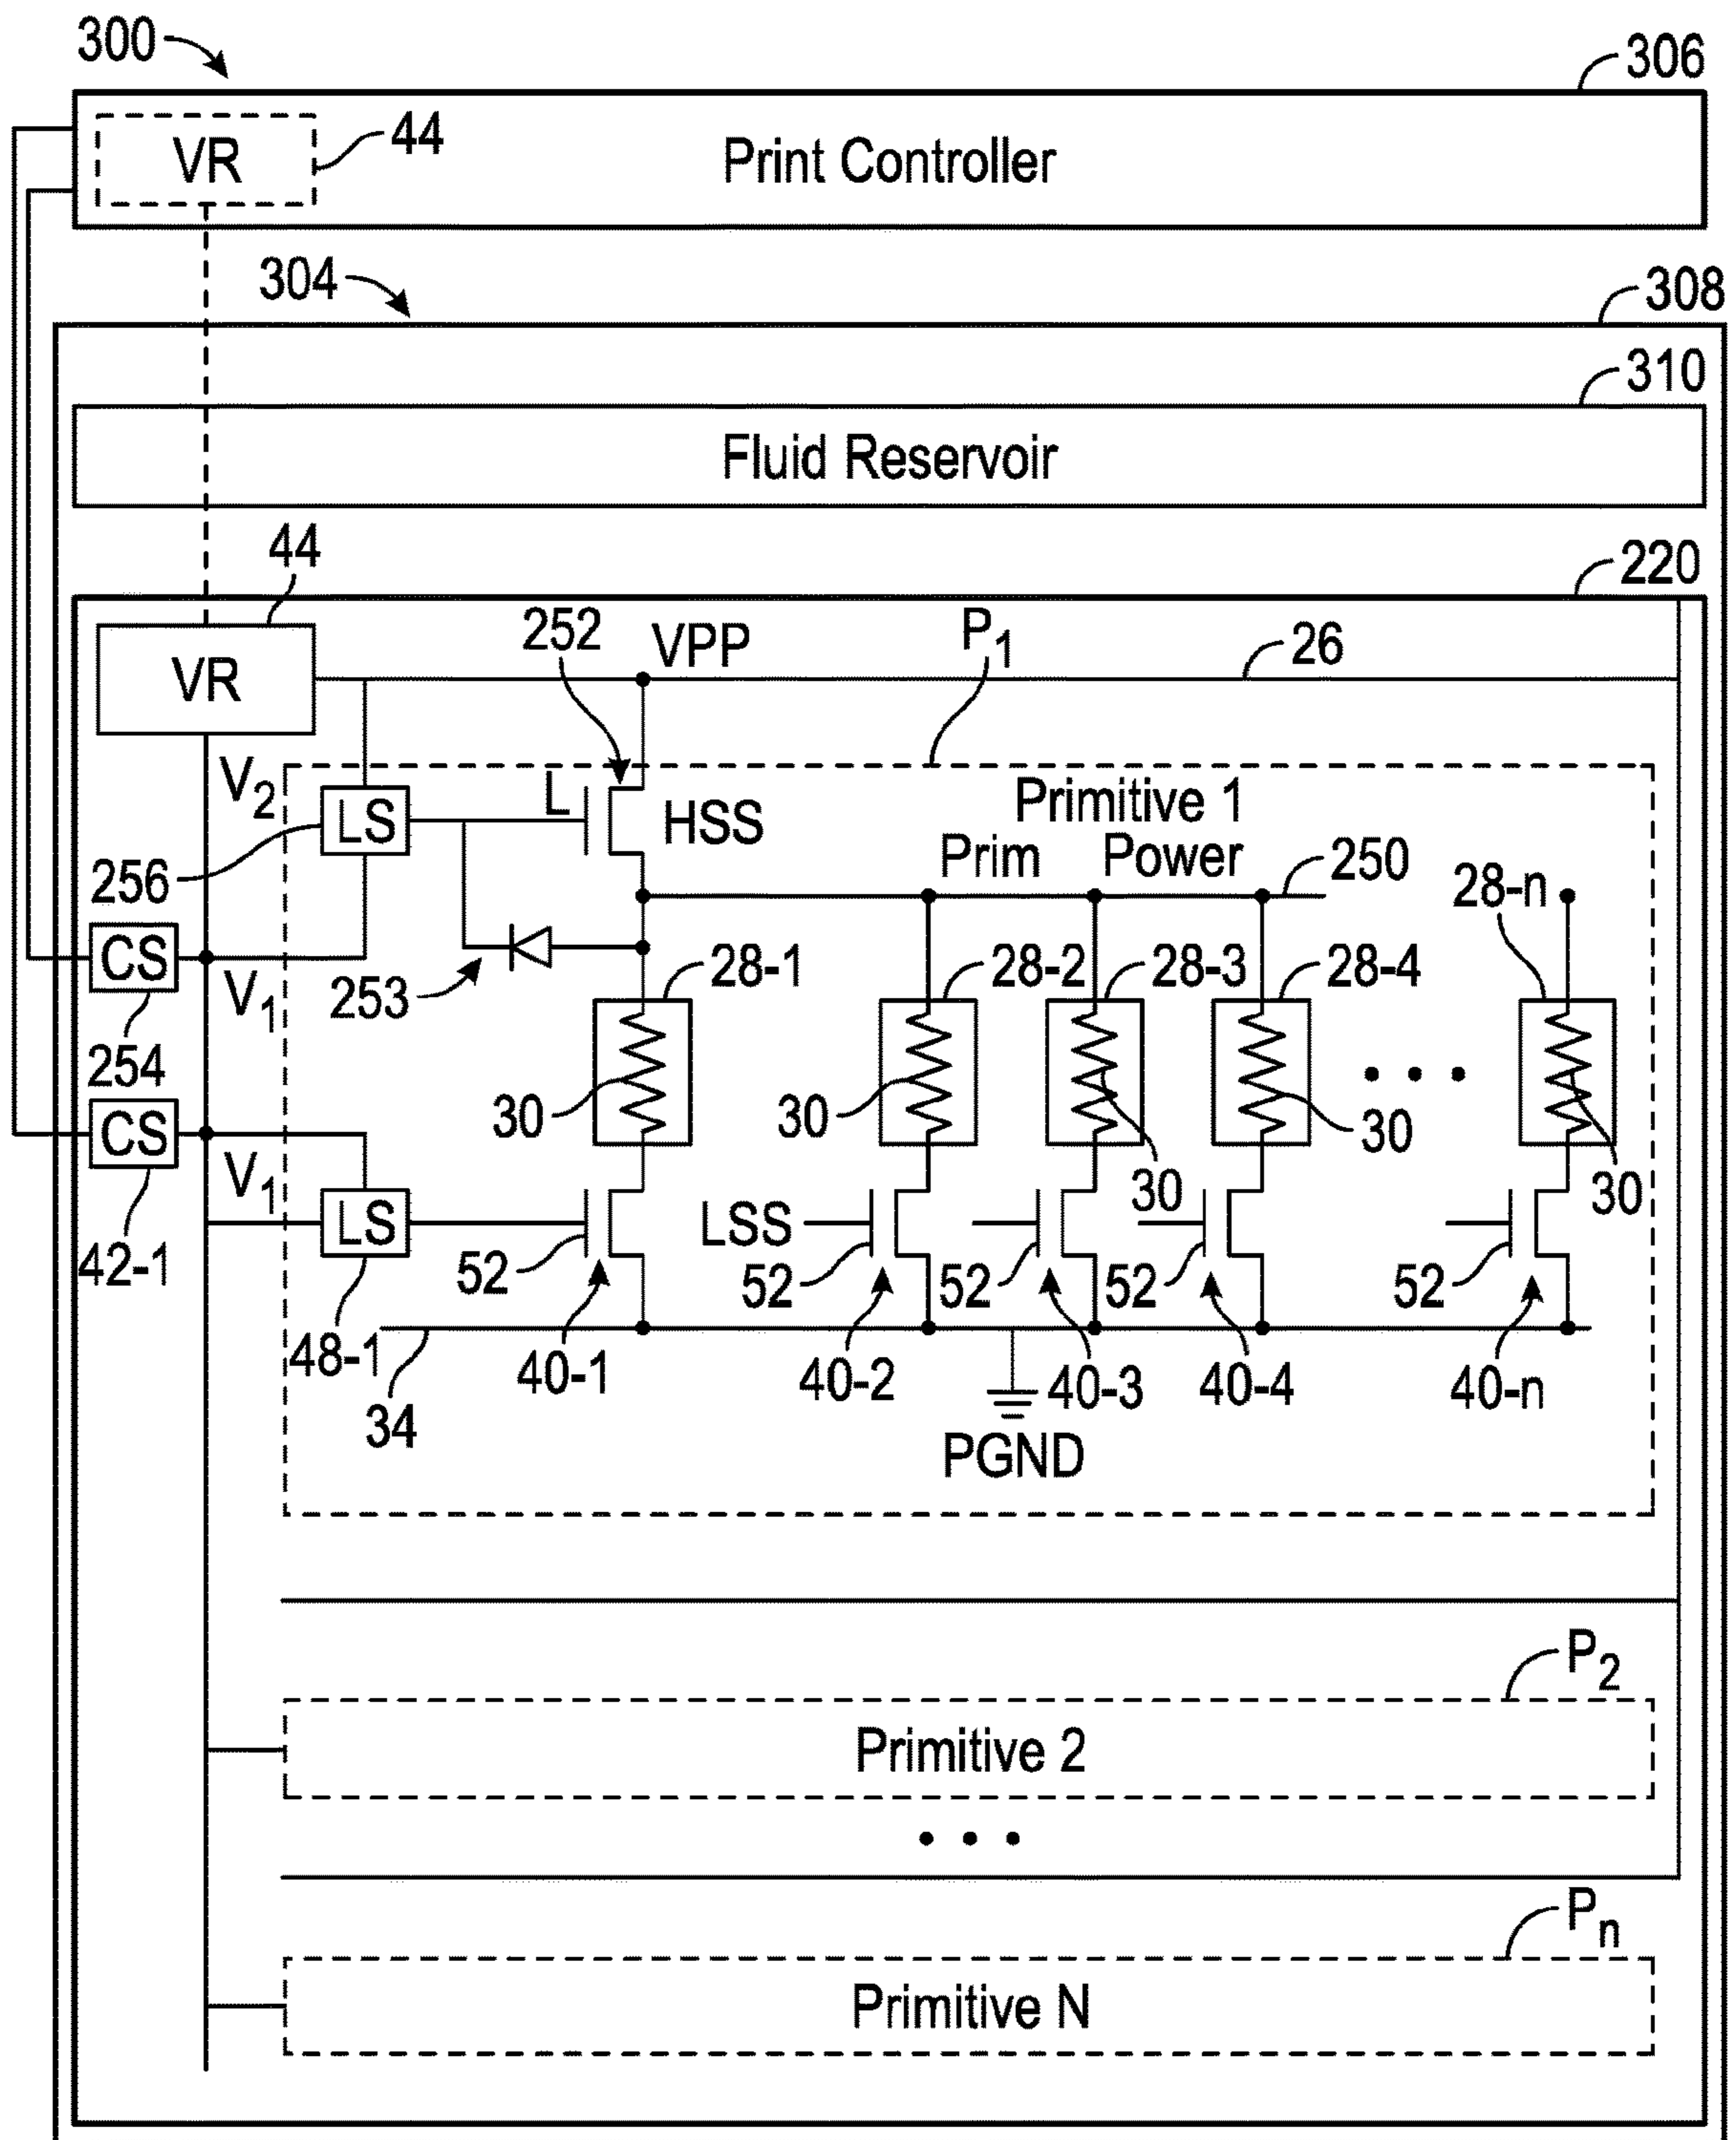 300
306
VR
44
Print Controller
304
308
310
Fluid Reservoir
44
220
252
VPP
P1
26
VR
V2
L
HSS
Primitive 1
LS
Prim Power
250
28-n
256
CS
253
28-1
28-2
28-3
28-4
V1
254
30
30
30
30
30
CS
V1
LS
LSS
42-1
52
52
52
52
52
48-1
40-1
40-2
40-3
40-4
40-n
34
PGND
P2
Primitive 2
Pn
Primitive N